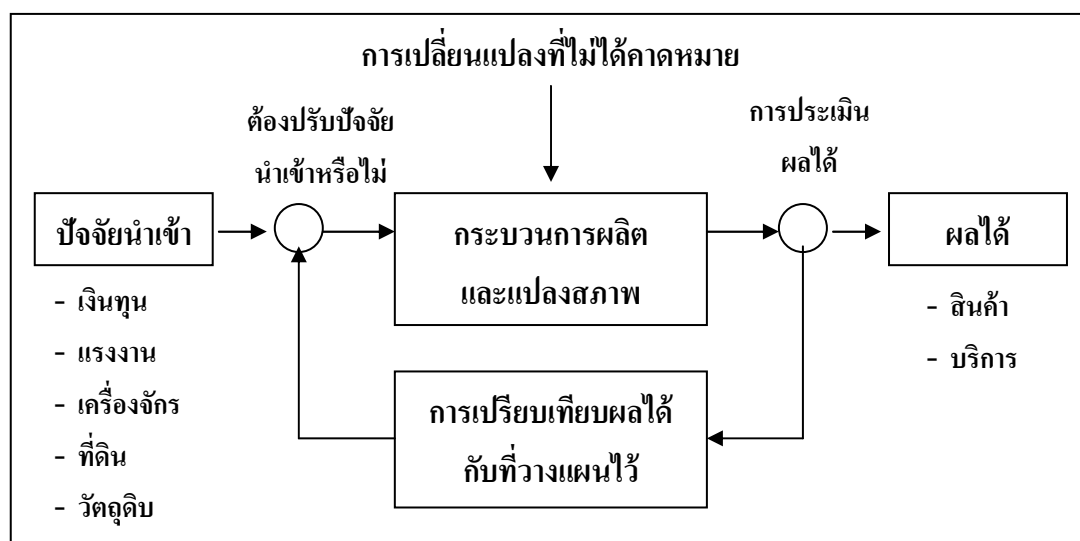 การเปลี่ยนแปลงที่ไม่ได้คาดหมาย
ต้องปรับปัจจัย
นำเข้าหรือไม่
การประเมิน
ผลได้
ปัจจัยนำเข้า
กระบวนการผลิต
และแปลงสภาพ
ผลได้
- เงินทุน
- แรงงาน
- เครื่องจักร
- ที่ดิน
- วัตถุดิบ
การเปรียบเทียบผลได้
กับที่วางแผนไว้
- สินค้า
- บริการ